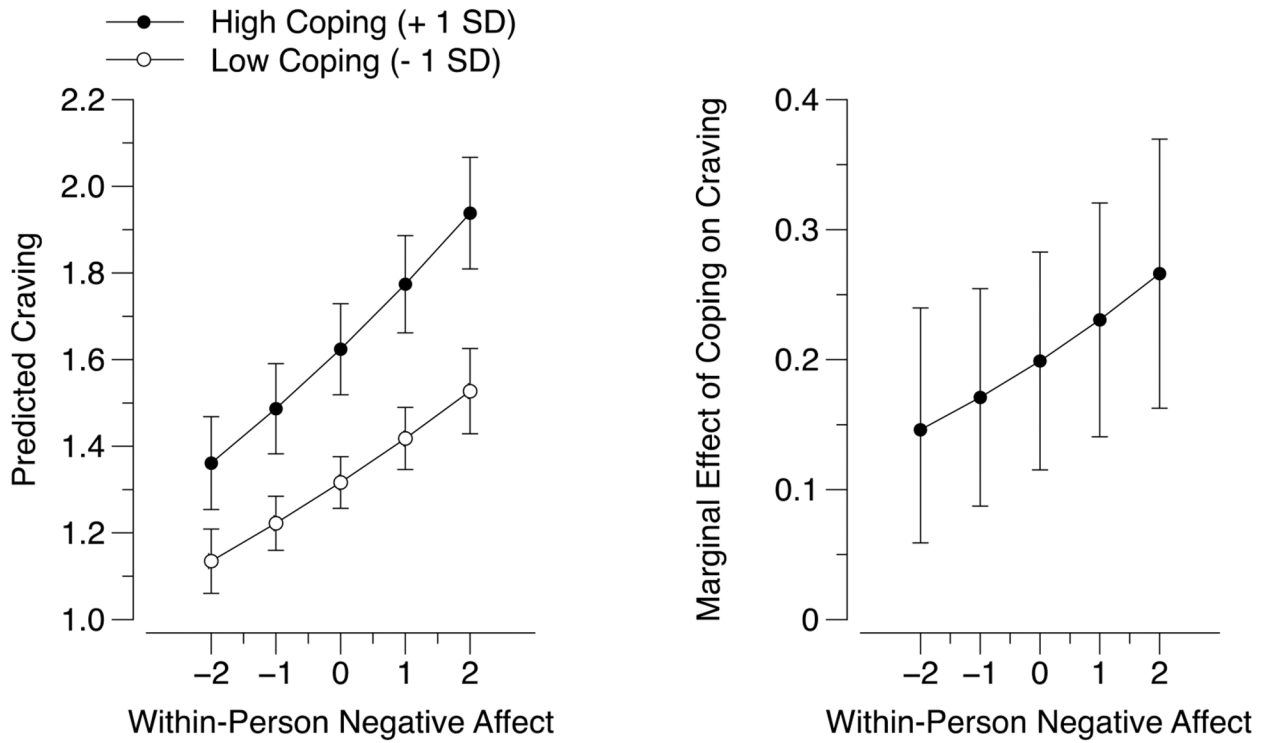 High Coping (+ 1 SD)
Low Coping (- 1 SD)
Predicted Craving
2.2
2.0
1.8
1.6
1.4
1.2
1.0
−2 −1 0 1 2
Within-Person Negative Affect
Marginal Effect of Coping on Craving
0.4
0.3
0.2
0.1
0
−2 −1 0 1 2
Within-Person Negative Affect